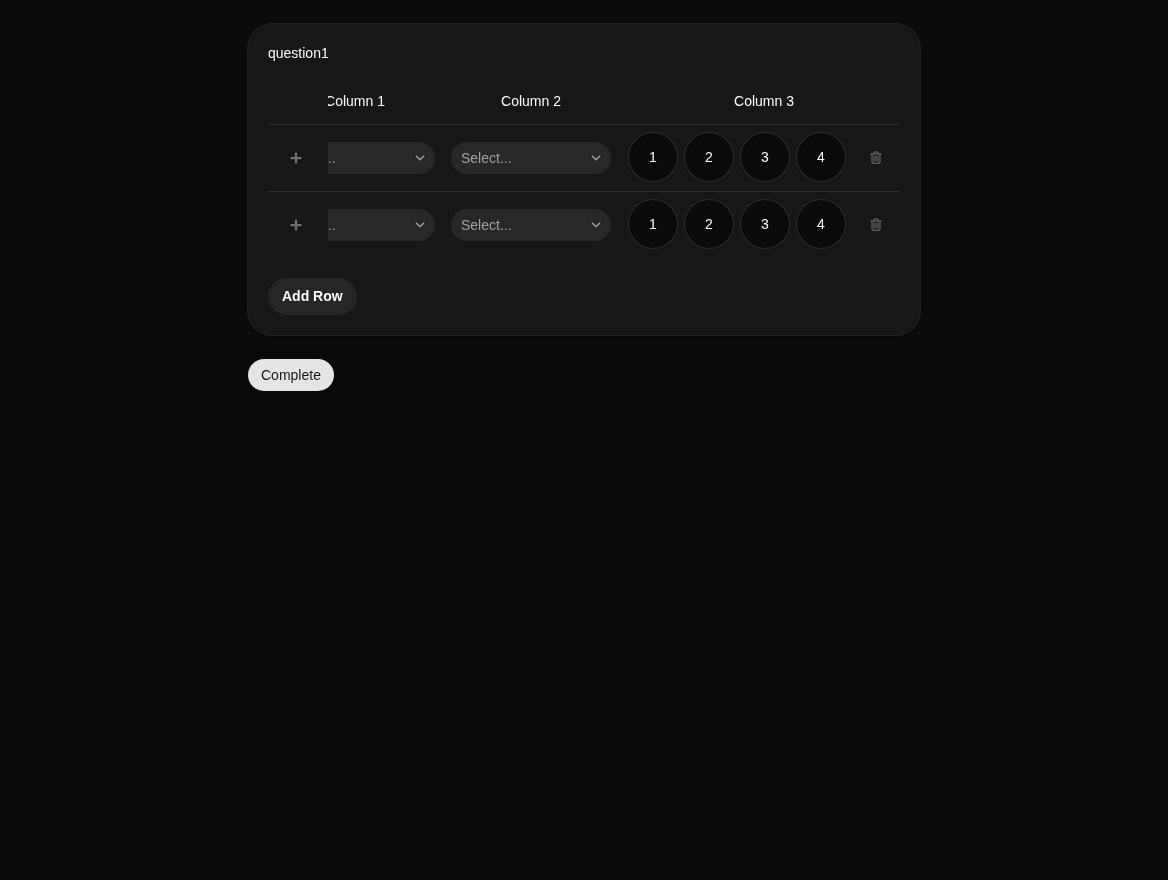 question1
Column 1 Column 2 Column 3
.. Select... 1 2 3 4
.. Select... 1 2 3 4
Add Row
Complete